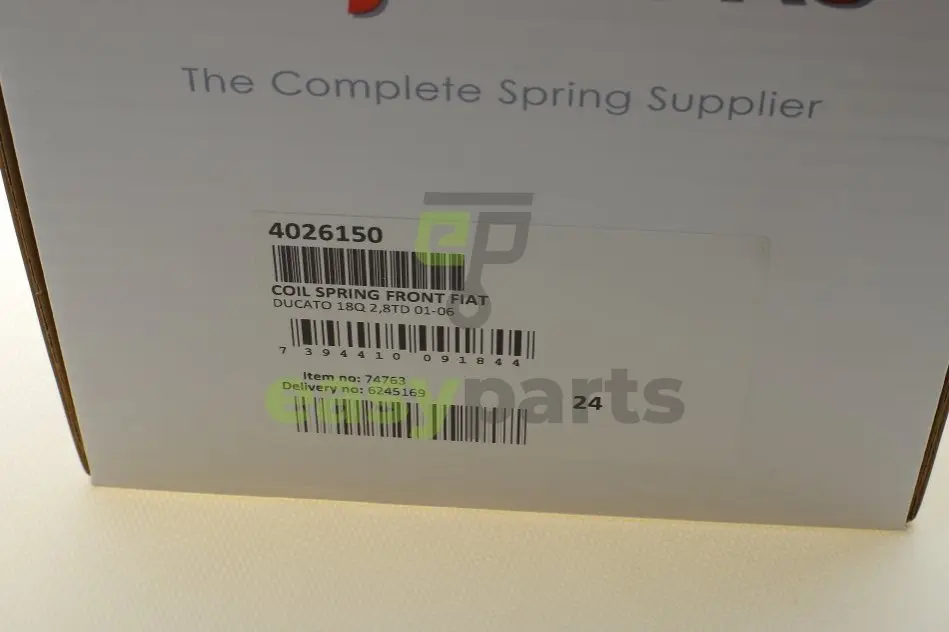 The Complete Spring Supplier
4026150
COIL SPRING FRONT FIAT
DUCATO 18Q 2,8TD 01-06
7 394410 091844
Item no: 74763
Delivery no: 6245169
24
easyparts